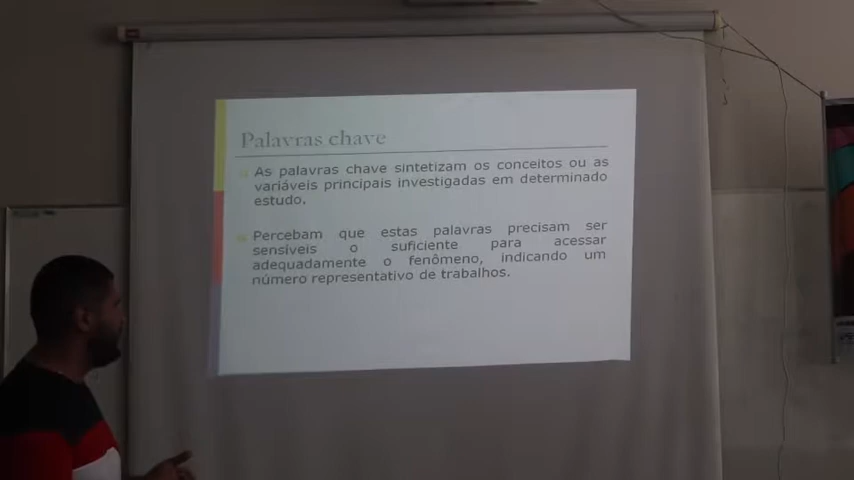 Palavras chave
As palavras chave sintetizam os conceitos ou as
variáveis principais investigadas em determinado
estudo.
Percebam que estas palavras precisam ser
sensíveis o suficiente para acessar
adequadamente o fenômeno, indicando um
número representativo de trabalhos.